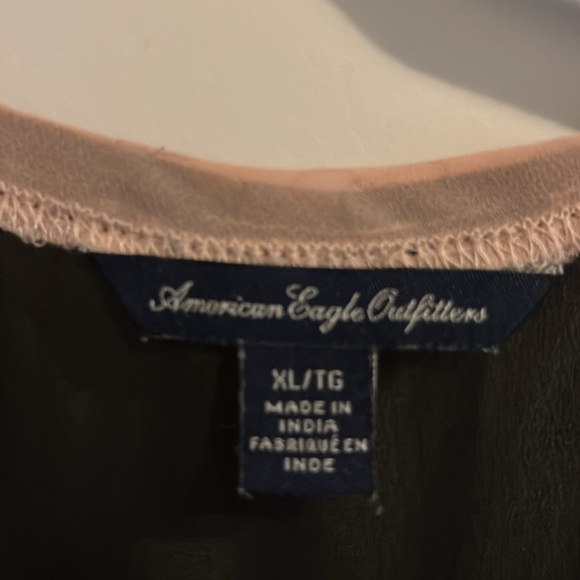 American Eagle Outfitters
XL/TG
MADE IN
INDIA
FABRIQUÉ EN
INDE